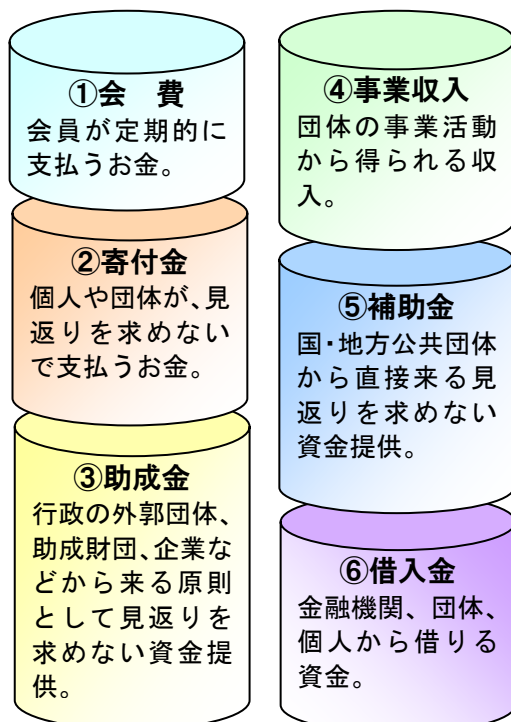 ①会　費
会員が定期的に
支払うお金。
②寄付金
個人や団体が、見
返りを求めない
で支払うお金。
③助成金
行政の外郭団体、
助成財団、企業な
どから来る原則
として見返りを
求めない資金提
供。
④事業収入
団体の事業活動
から得られる収
入。
⑤補助金
国・地方公共団体
から直接来る見
返りを求めない
資金提供。
⑥借入金
金融機関、団体、
個人から借りる
資金。